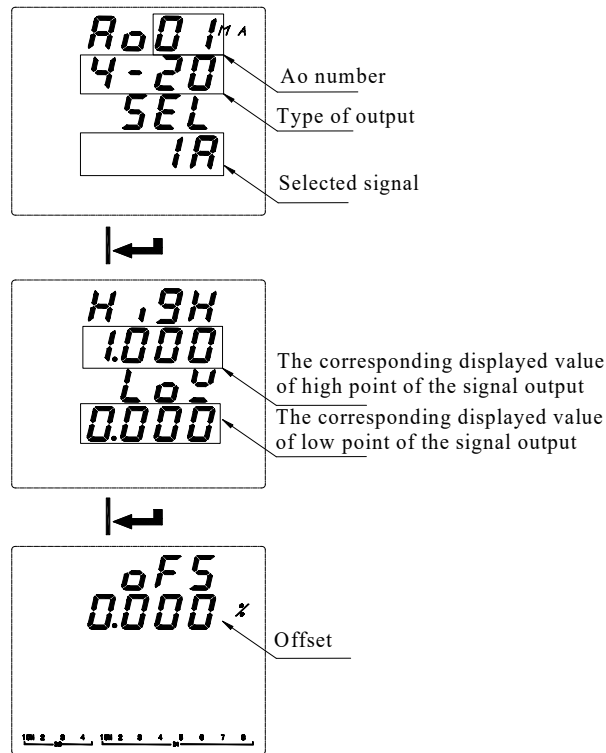 Ao01 MA
4-20
SEL
IA
Ao number
Type of output
Selected signal
HigH
1.000
LoW
0.000
The corresponding displayed value
of high point of the signal output
The corresponding displayed value
of low point of the signal output
oFS
0.000 %
Offset